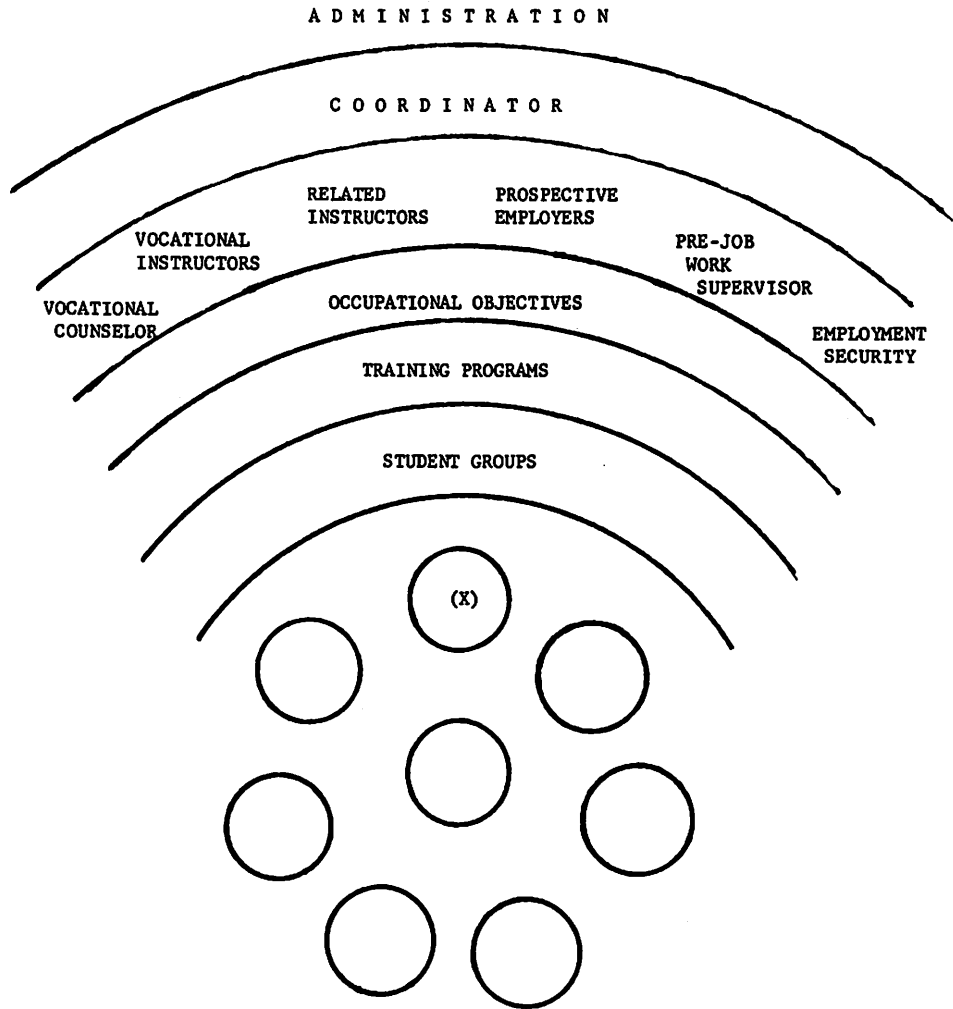 ADMINISTRATION
COORDINATOR
RELATED
INSTRUCTORS
PROSPECTIVE
EMPLOYERS
VOCATIONAL
INSTRUCTORS
PRE-JOB
WORK
SUPERVISOR
VOCATIONAL
COUNSELOR
OCCUPATIONAL OBJECTIVES
EMPLOYMENT
SECURITY
TRAINING PROGRAMS
STUDENT GROUPS
(X)